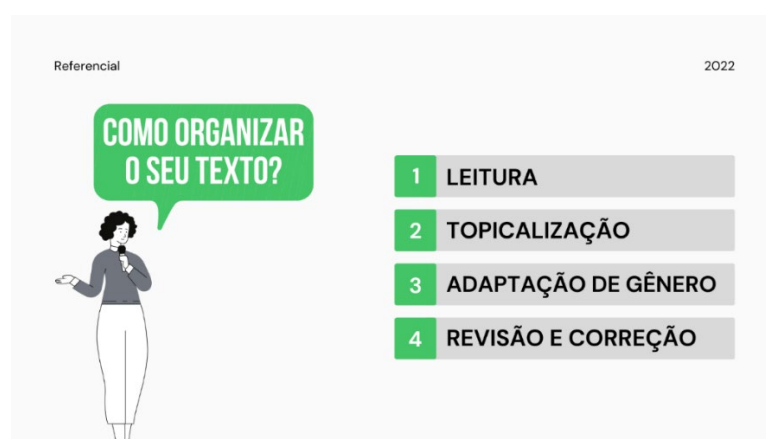 Referencial
2022
COMO ORGANIZAR
O SEU TEXTO?
1 LEITURA
2 TOPICALIZAÇÃO
3 ADAPTAÇÃO DE GÊNERO
4 REVISÃO E CORREÇÃO